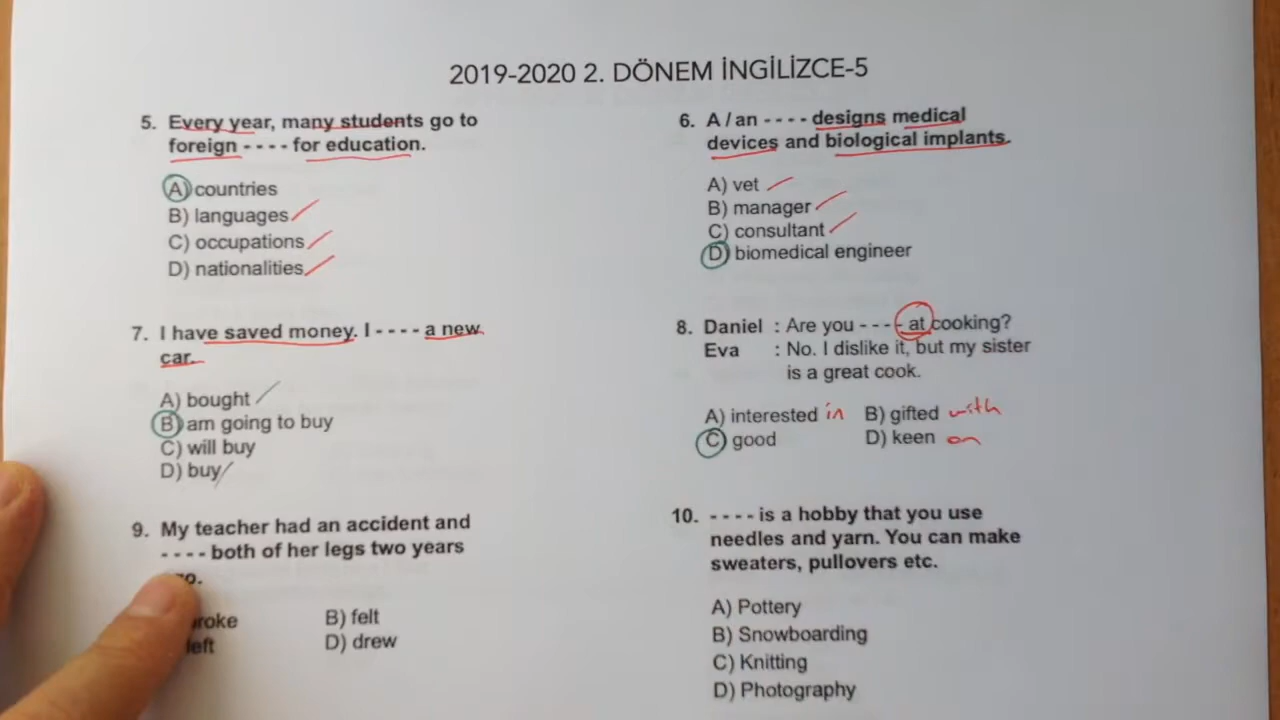 2019-2020 2. DÖNEM İNGİLİZCE-5
5. Every year, many students go to
foreign ---- for education.
A) countries
B) languages
C) occupations
D) nationalities
6. A / an ---- designs medical
devices and biological implants.
A) vet
B) manager
C) consultant
D) biomedical engineer
7. I have saved money. I ---- a new
car.
A) bought
B) am going to buy
C) will buy
D) buy
8. Daniel : Are you ---- at cooking?
Eva : No. I dislike it, but my sister
is a great cook.
A) interested in B) gifted with
C) good D) keen on
9. My teacher had an accident and
---- both of her legs two years
B) felt
D) drew
10. ---- is a hobby that you use
needles and yarn. You can make
sweaters, pullovers etc.
A) Pottery
B) Snowboarding
C) Knitting
D) Photography